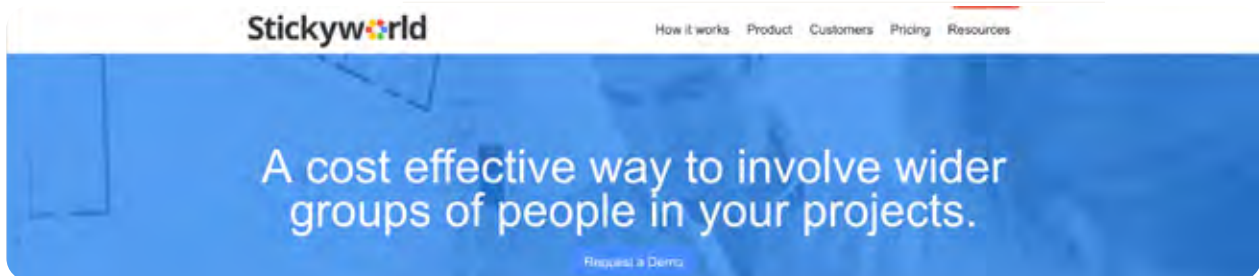 Stickyworld
How it works Product Customers Pricing Resources
A cost effective way to involve wider
groups of people in your projects.
Request a Demo